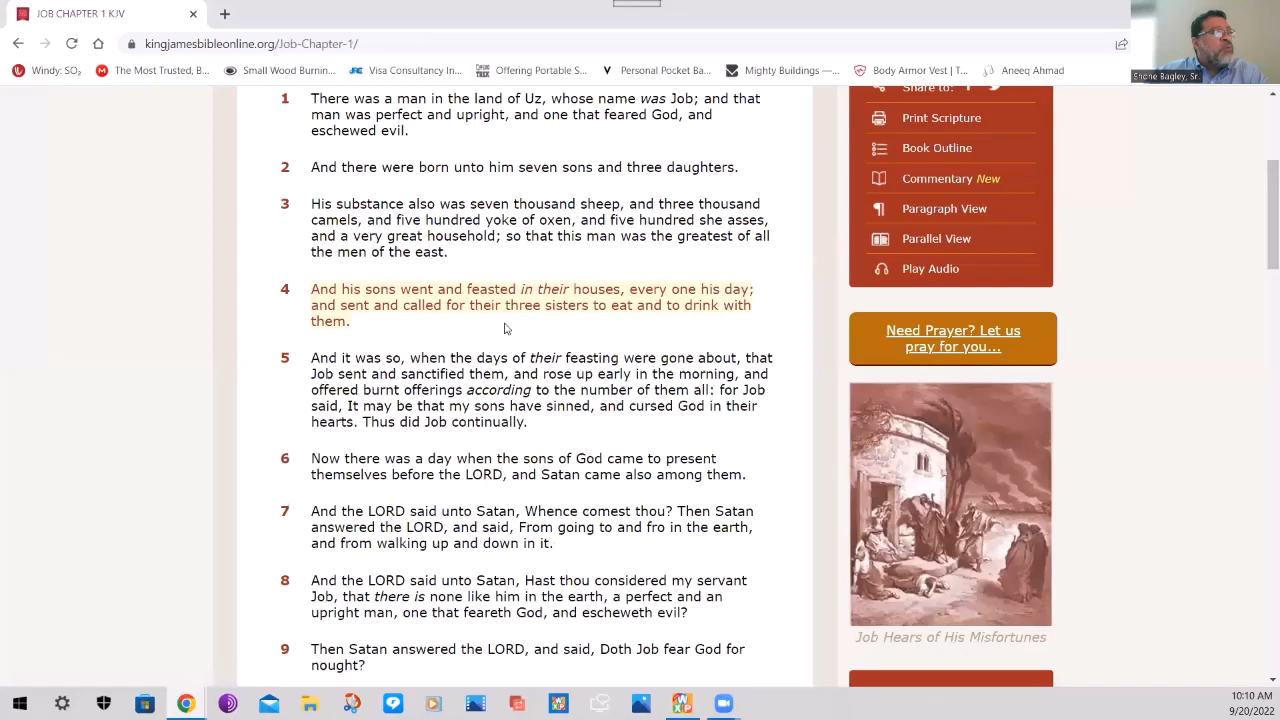 JOB CHAPTER 1 KJV
kingjamesbibleonline.org/Job-Chapter-1/
Windy: SO₂
The Most Trusted, B...
Small Wood Burnin...
Visa Consultancy In...
Offering Portable S...
Personal Pocket Ba...
Mighty Buildings —...
Body Armor Vest | T...
Aneeq Ahmad
Shone Bagley, Sr.
1 There was a man in the land of Uz, whose name was Job; and that
man was perfect and upright, and one that feared God, and
eschewed evil.
2 And there were born unto him seven sons and three daughters.
3 His substance also was seven thousand sheep, and three thousand
camels, and five hundred yoke of oxen, and five hundred she asses,
and a very great household; so that this man was the greatest of all
the men of the east.
4 And his sons went and feasted in their houses, every one his day;
and sent and called for their three sisters to eat and to drink with
them.
5 And it was so, when the days of their feasting were gone about, that
Job sent and sanctified them, and rose up early in the morning, and
offered burnt offerings according to the number of them all: for Job
said, It may be that my sons have sinned, and cursed God in their
hearts. Thus did Job continually.
6 Now there was a day when the sons of God came to present
themselves before the LORD, and Satan came also among them.
7 And the LORD said unto Satan, Whence comest thou? Then Satan
answered the LORD, and said, From going to and fro in the earth,
and from walking up and down in it.
8 And the LORD said unto Satan, Hast thou considered my servant
Job, that there is none like him in the earth, a perfect and an
upright man, one that feareth God, and escheweth evil?
9 Then Satan answered the LORD, and said, Doth Job fear God for
nought?
Share to:
Print Scripture
Book Outline
Commentary New
Paragraph View
Parallel View
Play Audio
Need Prayer? Let us
pray for you...
Job Hears of His Misfortunes
10:10 AM
9/20/2022